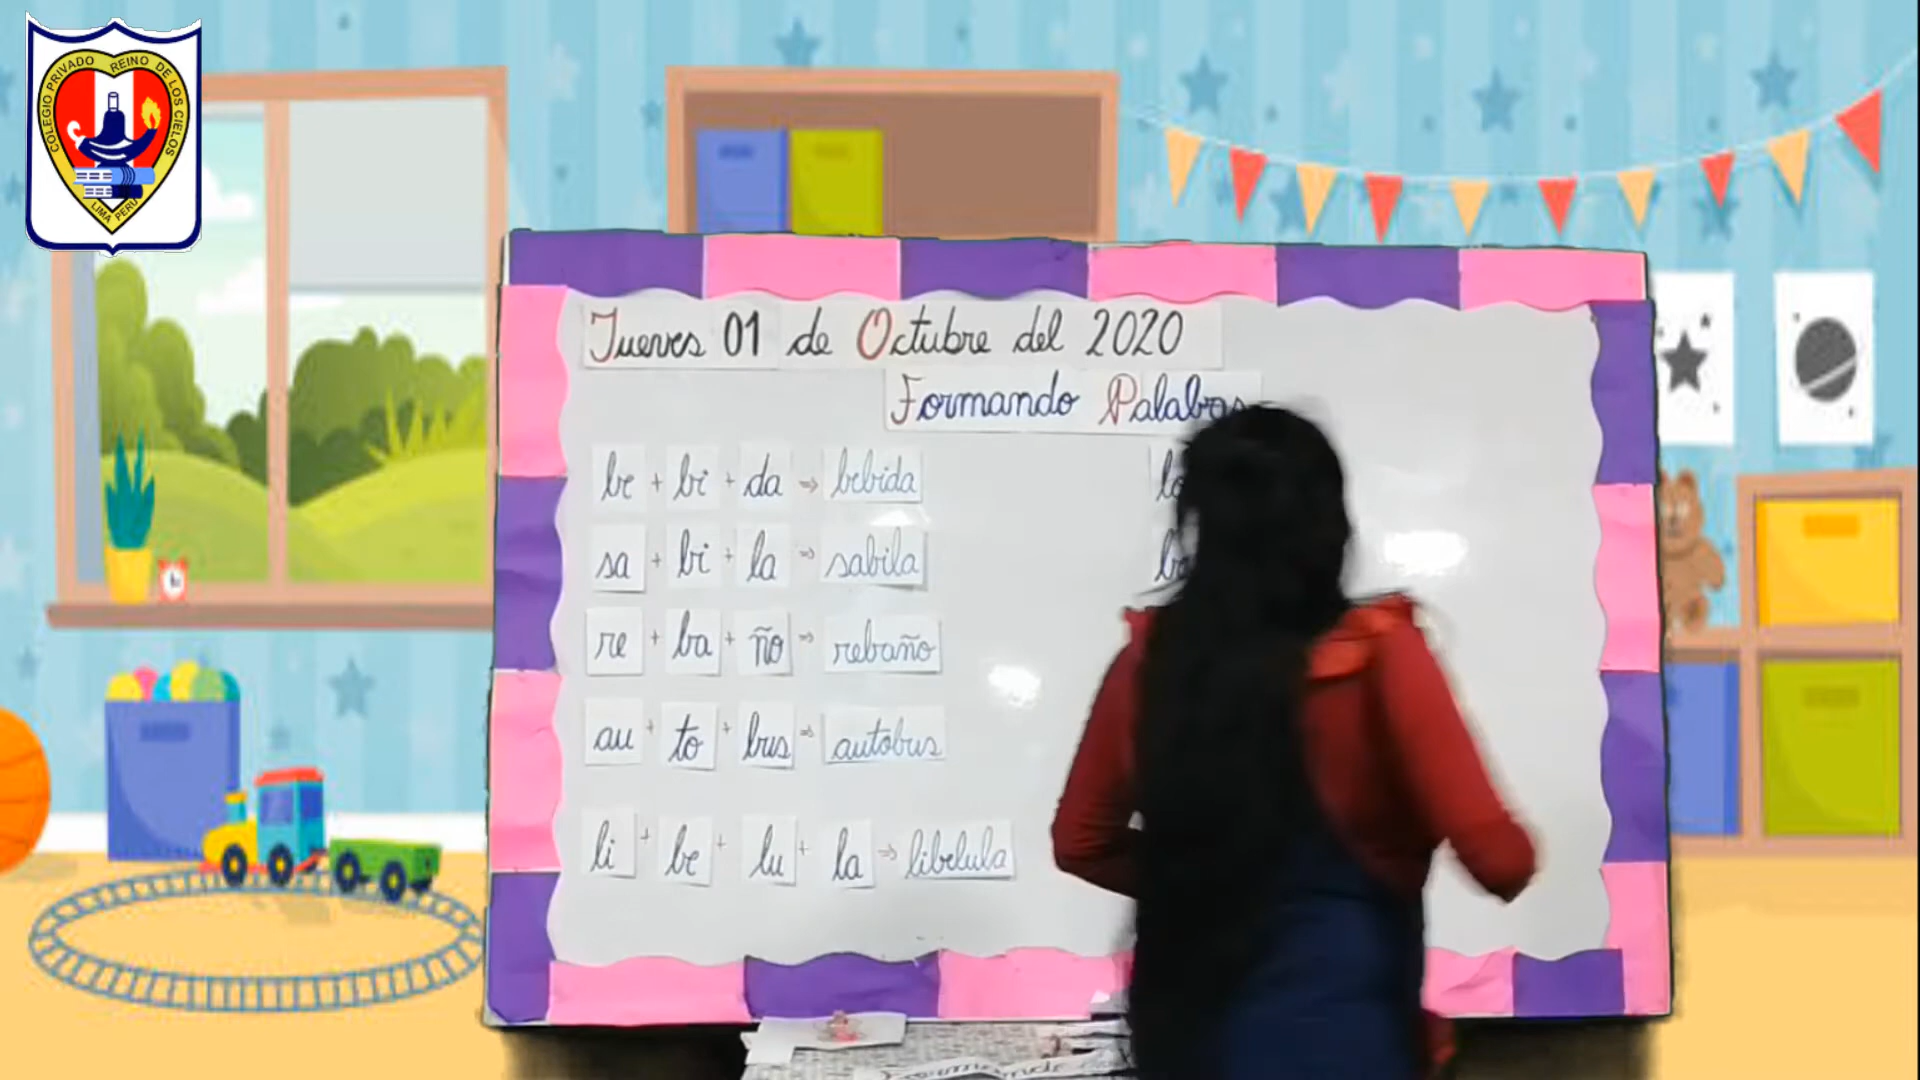 COLEGIO PRIVADO REINO DE LOS CIELOS
LIMA PERÚ
Jueves 01 de Octubre del 2020
Formando Palabras
be + bi + da ⇒ bebida
sa + bi + la ⇒ sabila
re + ba + ño ⇒ rebaño
au + to + bus ⇒ autobus
li + be + lu + la ⇒ libelula